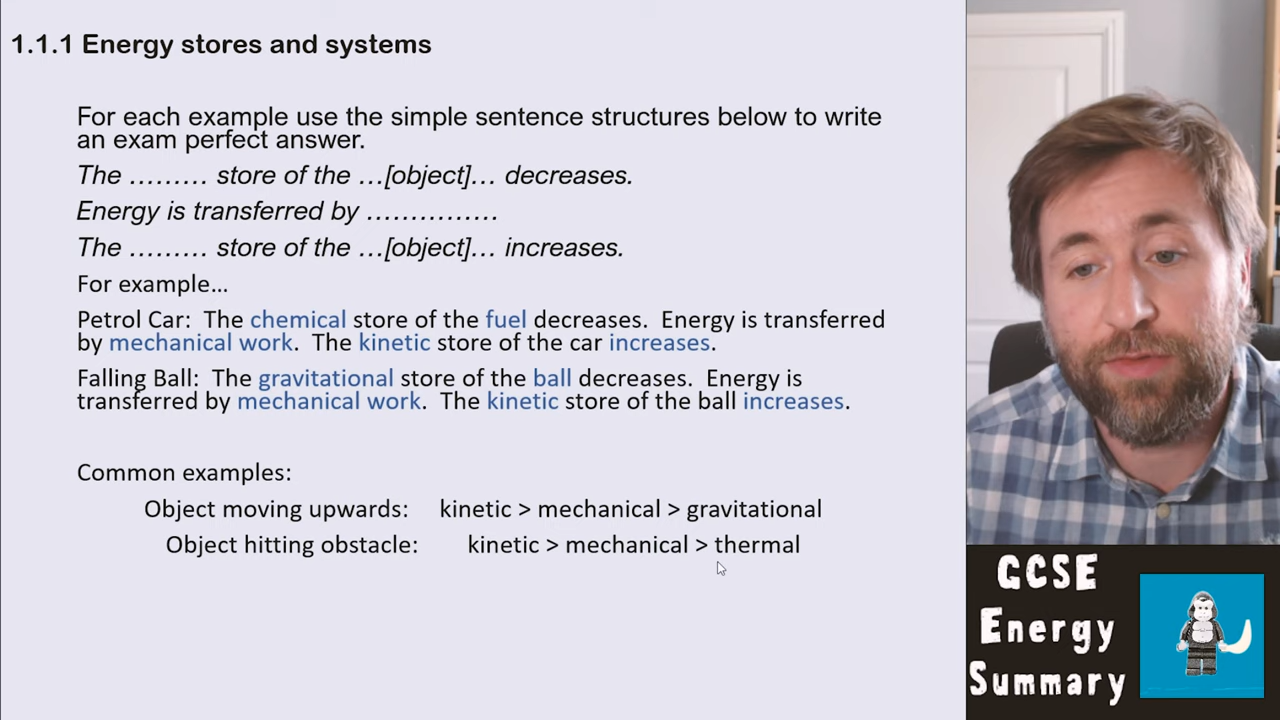 1.1.1 Energy stores and systems
For each example use the simple sentence structures below to write
an exam perfect answer.
The ……… store of the …[object]… decreases.
Energy is transferred by ……………
The ……… store of the …[object]… increases.
For example…
Petrol Car:  The chemical store of the fuel decreases.  Energy is transferred
by mechanical work.  The kinetic store of the car increases.
Falling Ball:  The gravitational store of the ball decreases.  Energy is
transferred by mechanical work.  The kinetic store of the ball increases.
Common examples:
Object moving upwards: kinetic > mechanical > gravitational
Object hitting obstacle: kinetic > mechanical > thermal
GCSE
Energy
Summary